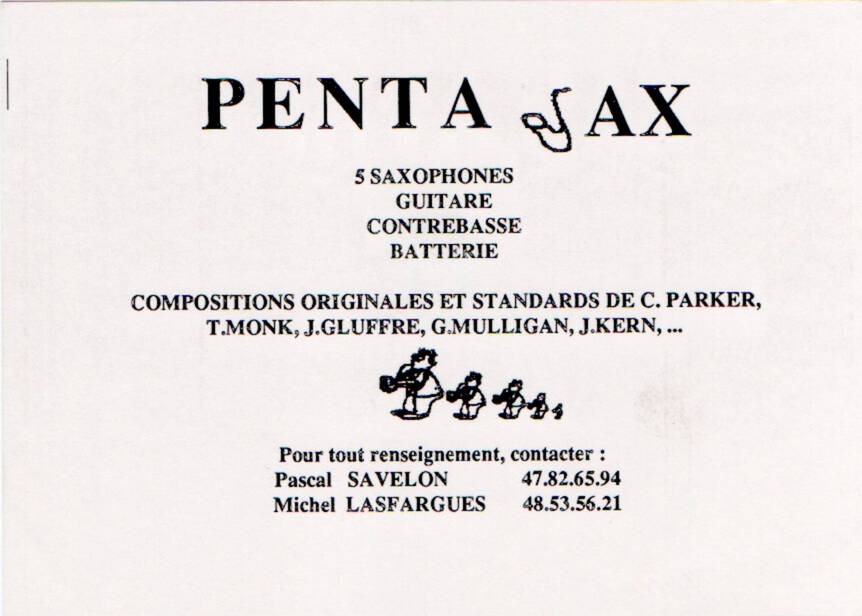 PENTA SAX
5 SAXOPHONES
GUITARE
CONTREBASSE
BATTERIE
COMPOSITIONS ORIGINALES ET STANDARDS DE C. PARKER,
T.MONK, J.GLUFFRE, G.MULLIGAN, J.KERN, ...
Pour tout renseignement, contacter :
Pascal SAVELON 47.82.65.94
Michel LASFARGUES 48.53.56.21